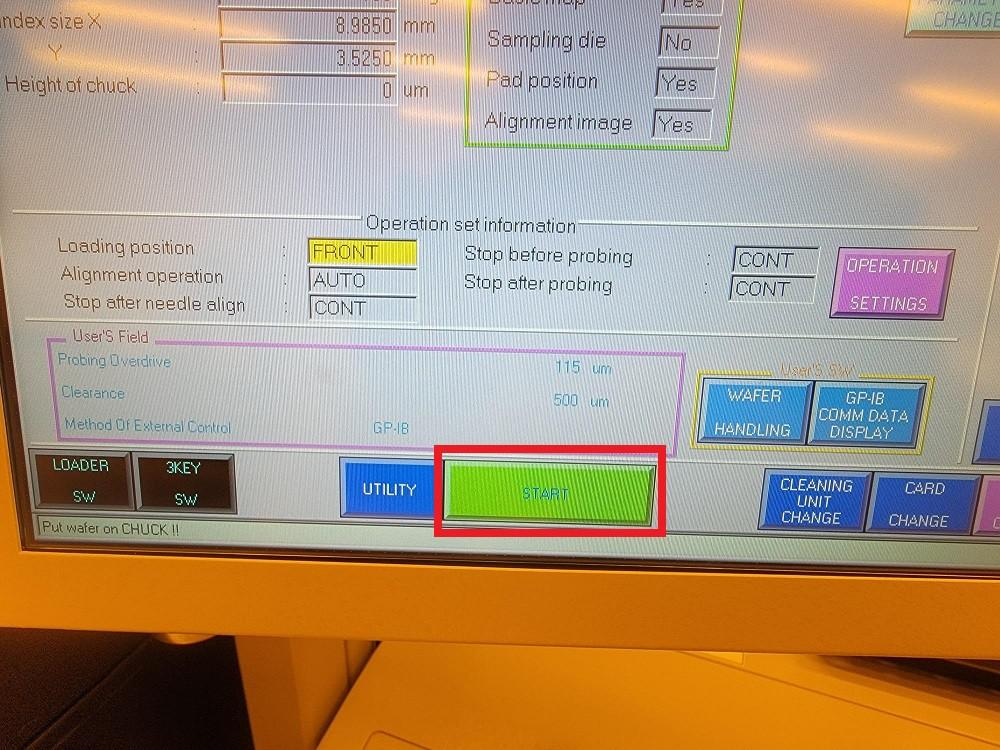 Index size X : 8.9850 mm
Y : 3.5250 mm
Height of chuck : 0 um
Basic map Yes
Sampling die No
Pad position Yes
Alignment image Yes
CHANGE
Operation set information
Loading position : FRONT
Alignment operation : AUTO
Stop after needle align : CONT
Stop before probing : CONT
Stop after probing : CONT
OPERATION
SETTINGS
User'S Field
Probing Overdrive 115 um
Clearance 500 um
Method Of External Control GP-IB
User'S SW
WAFER
HANDLING
GP-IB
COMM DATA
DISPLAY
LOADER
SW
3KEY
SW
UTILITY
START
CLEANING
UNIT
CHANGE
CARD
CHANGE
Put wafer on CHUCK !!